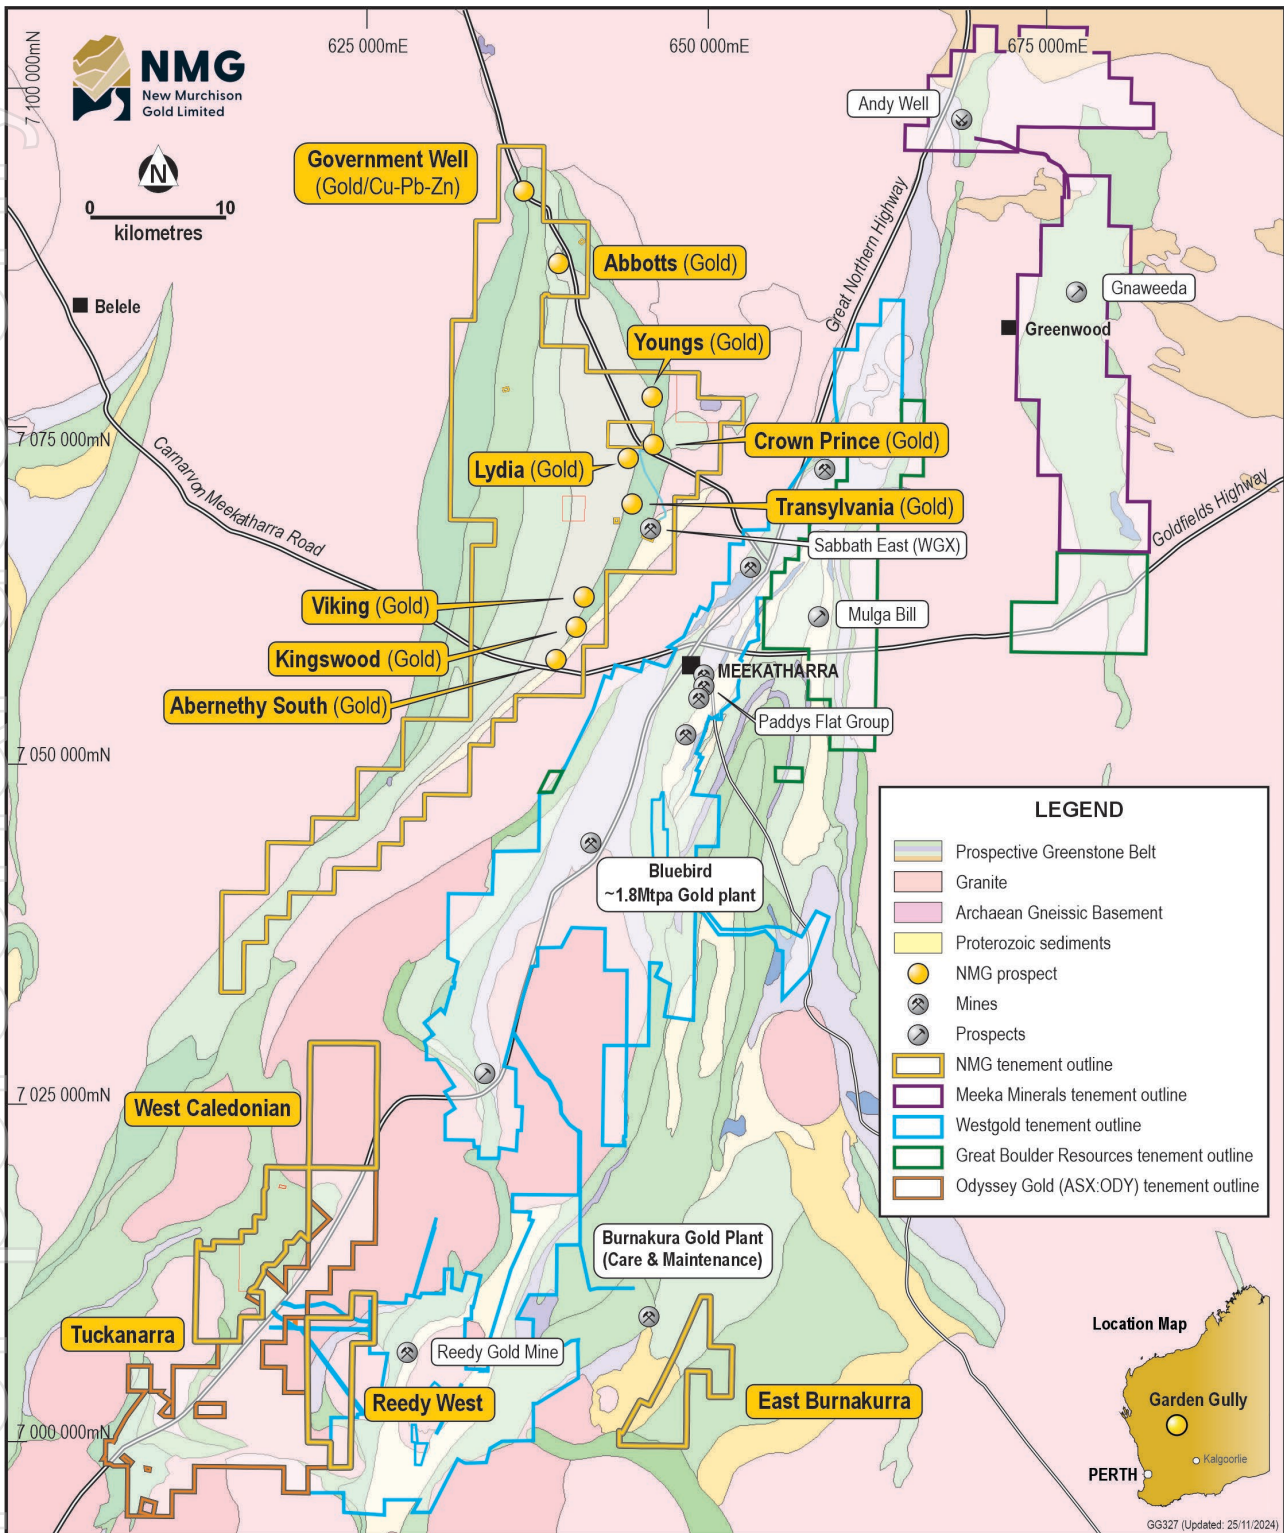 625 000mE
650 000mE
675 000mE
7 100 000mN
NMG
New Murchison
Gold Limited
N
0 10
kilometres
Andy Well
Government Well
(Gold/Cu-Pb-Zn)
Great Northern Highway
Abbotts (Gold)
Gnaweeda
Belele
Greenwood
Youngs (Gold)
7 075 000mN
Crown Prince (Gold)
Carnarvon Meekatharra Road
Lydia (Gold)
Goldfields Highway
Transylvania (Gold)
Sabbath East (WGX)
Viking (Gold)
Mulga Bill
Kingswood (Gold)
MEEKATHARRA
Abernethy South (Gold)
Paddys Flat Group
7 050 000mN
LEGEND
Prospective Greenstone Belt
Granite
Archaean Gneissic Basement
Proterozoic sediments
NMG prospect
Mines
Prospects
NMG tenement outline
Meeka Minerals tenement outline
Westgold tenement outline
Great Boulder Resources tenement outline
Odyssey Gold (ASX:ODY) tenement outline
Bluebird
~1.8Mtpa Gold plant
7 025 000mN
West Caledonian
Burnakura Gold Plant
(Care & Maintenance)
Tuckanarra
Reedy Gold Mine
Reedy West
East Burnakurra
7 000 000mN
Location Map
Garden Gully
Kalgoorlie
PERTH
GG327 (Updated: 25/11/2024)